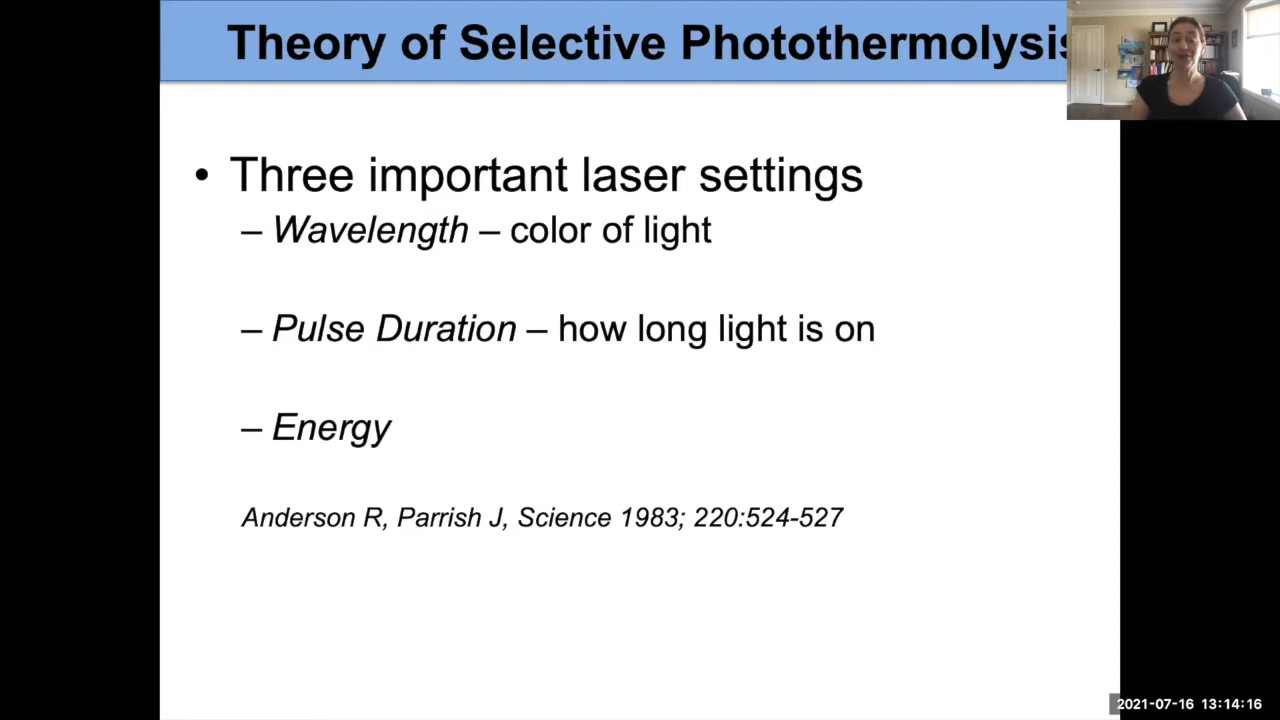 Theory of Selective Photothermolysis
• Three important laser settings
– Wavelength – color of light
– Pulse Duration – how long light is on
– Energy
Anderson R, Parrish J, Science 1983; 220:524-527
2021-07-16 13:14:16